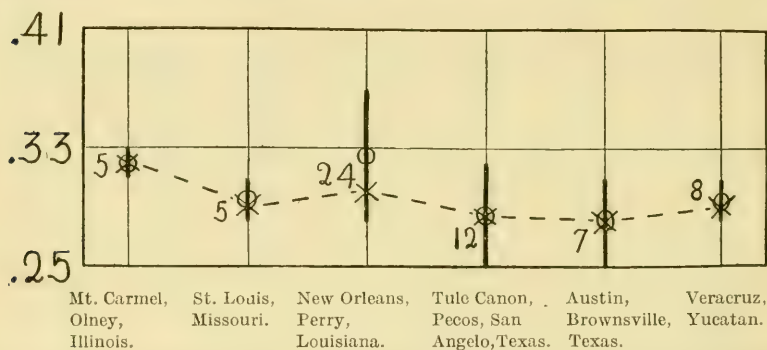 .41
.33
.25
5
5
24
12
7
8
Mt. Carmel,
Olney,
Illinois.
St. Louis,
Missouri.
New Orleans,
Perry,
Louisiana.
Tule Canon,
Pecos, San
Angelo, Texas.
Austin,
Brownsville,
Texas.
Veracruz,
Yucatan.